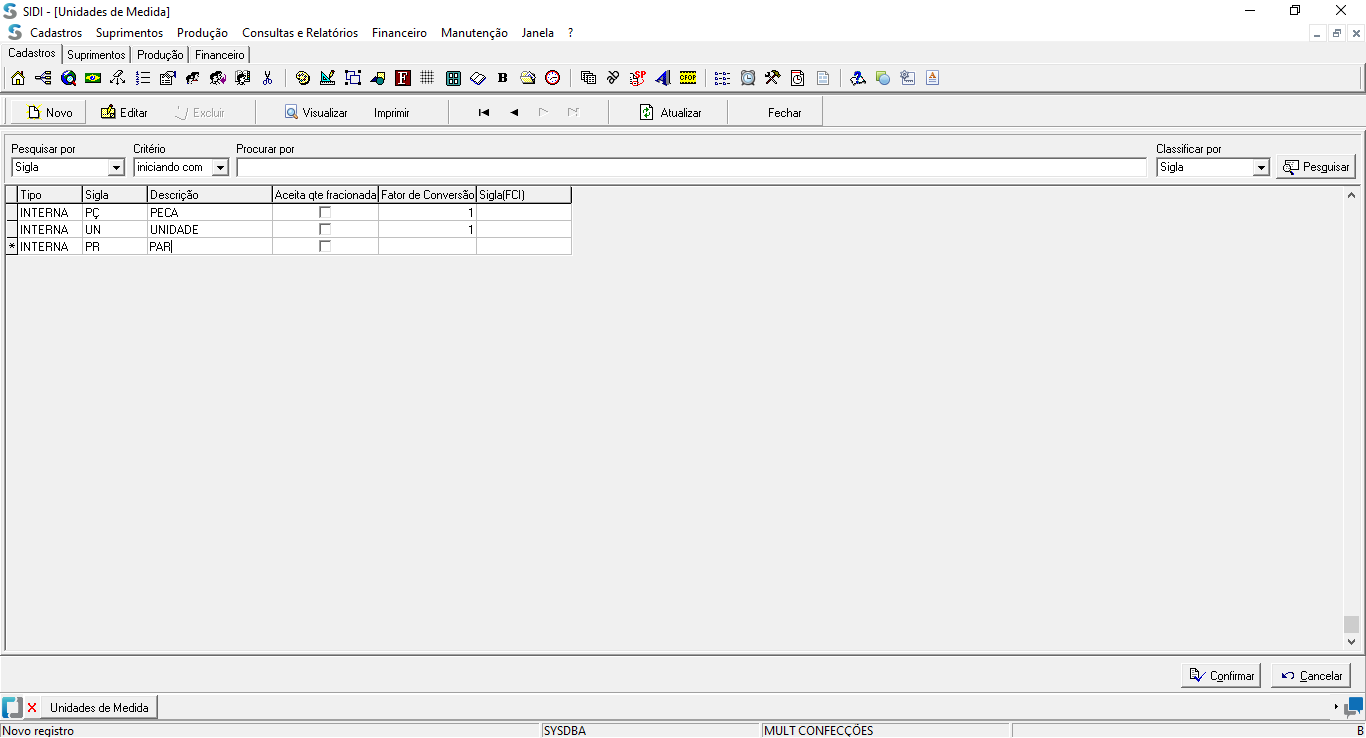 SIDI - [Unidades de Medida]
Cadastros Suprimentos Produção Consultas e Relatórios Financeiro Manutenção Janela ?
Cadastros Suprimentos Produção Financeiro
F B SP CFOP A
Novo Editar Excluir Visualizar Imprimir Atualizar Fechar
Pesquisar por Critério Procurar por Classificar por
Sigla iniciando com Sigla Pesquisar
Tipo Sigla Descrição Aceita qte fracionada Fator de Conversão Sigla(FCI)
INTERNA PÇ PECA 1
INTERNA UN UNIDADE 1
* INTERNA PR PAR
Confirmar Cancelar
Unidades de Medida
Novo registro SYSDBA MULT CONFECÇÕES B